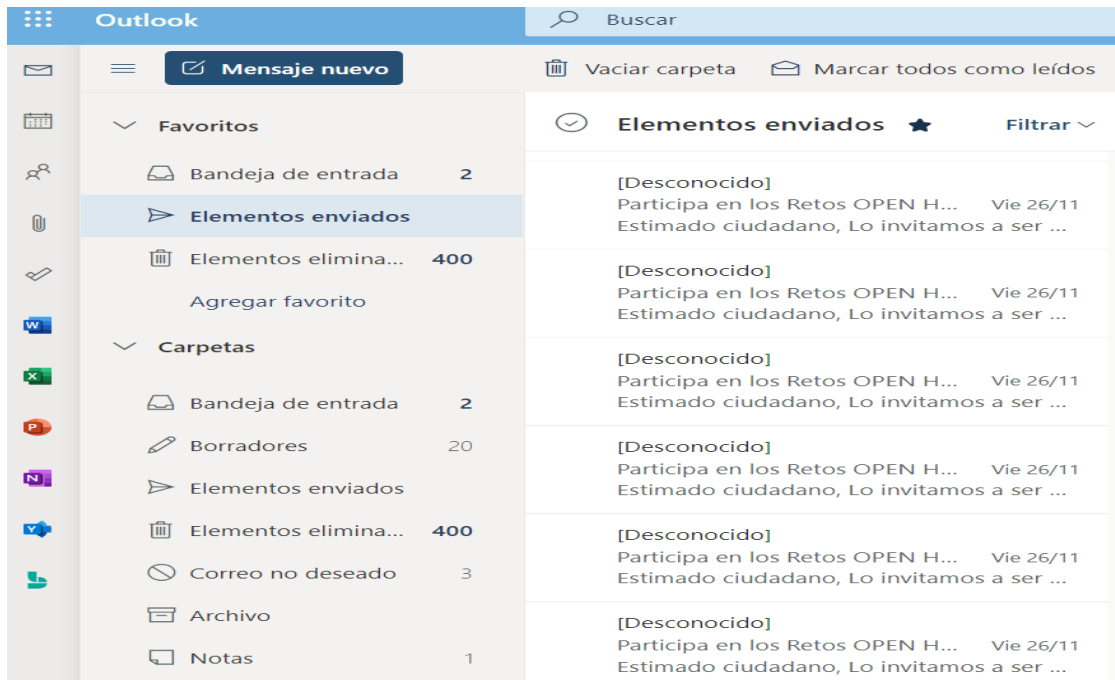 Outlook
Buscar
Mensaje nuevo
Vaciar carpeta
Marcar todos como leídos
Favoritos
Bandeja de entrada 2
Elementos enviados
Elementos elimina... 400
Agregar favorito
Carpetas
Bandeja de entrada 2
Borradores 20
Elementos enviados
Elementos elimina... 400
Correo no deseado 3
Archivo
Notas 1
Elementos enviados
Filtrar
[Desconocido]
Participa en los Retos OPEN H... Vie 26/11
Estimado ciudadano, Lo invitamos a ser ...
[Desconocido]
Participa en los Retos OPEN H... Vie 26/11
Estimado ciudadano, Lo invitamos a ser ...
[Desconocido]
Participa en los Retos OPEN H... Vie 26/11
Estimado ciudadano, Lo invitamos a ser ...
[Desconocido]
Participa en los Retos OPEN H... Vie 26/11
Estimado ciudadano, Lo invitamos a ser ...
[Desconocido]
Participa en los Retos OPEN H... Vie 26/11
Estimado ciudadano, Lo invitamos a ser ...
[Desconocido]
Participa en los Retos OPEN H... Vie 26/11
Estimado ciudadano, Lo invitamos a ser ...